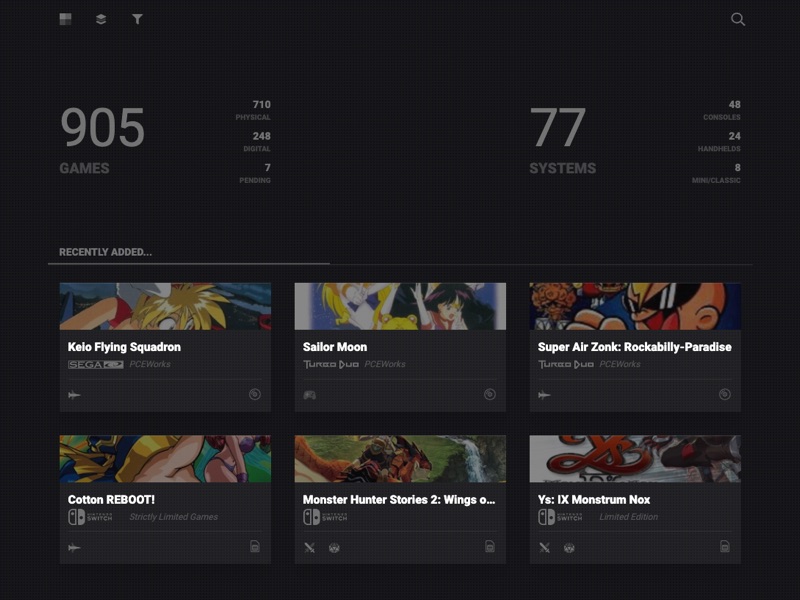 905
GAMES
710
PHYSICAL
248
DIGITAL
7
PENDING
77
SYSTEMS
48
CONSOLES
24
HANDHELDS
8
MINI/CLASSIC
RECENTLY ADDED...
Keio Flying Squadron
SEGA CD PCEWorks
Sailor Moon
TURBO DUO PCEWorks
Super Air Zonk: Rockabilly-Paradise
TURBO DUO PCEWorks
Cotton REBOOT!
NINTENDO
SWITCH Strictly Limited Games
Monster Hunter Stories 2: Wings o...
NINTENDO
SWITCH
Ys
Ys: IX Monstrum Nox
NINTENDO
SWITCH Limited Edition